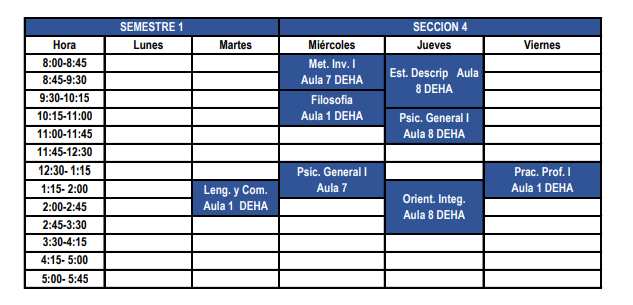 SEMESTRE 1 SECCION 4
Hora Lunes Martes Miércoles Jueves Viernes
8:00-8:45 Met. Inv. I
8:45-9:30 Aula 7 DEHA Est. Descrip Aula
9:30-10:15 Filosofia 8 DEHA
10:15-11:00 Aula 1 DEHA Psic. General I
11:00-11:45 Aula 8 DEHA
11:45-12:30
12:30- 1:15 Psic. General I Prac. Prof. I
1:15- 2:00 Leng. y Com. Aula 7 Orient. Integ. Aula 1 DEHA
2:00-2:45 Aula 1 DEHA Aula 8 DEHA
2:45-3:30
3:30-4:15
4:15- 5:00
5:00- 5:45